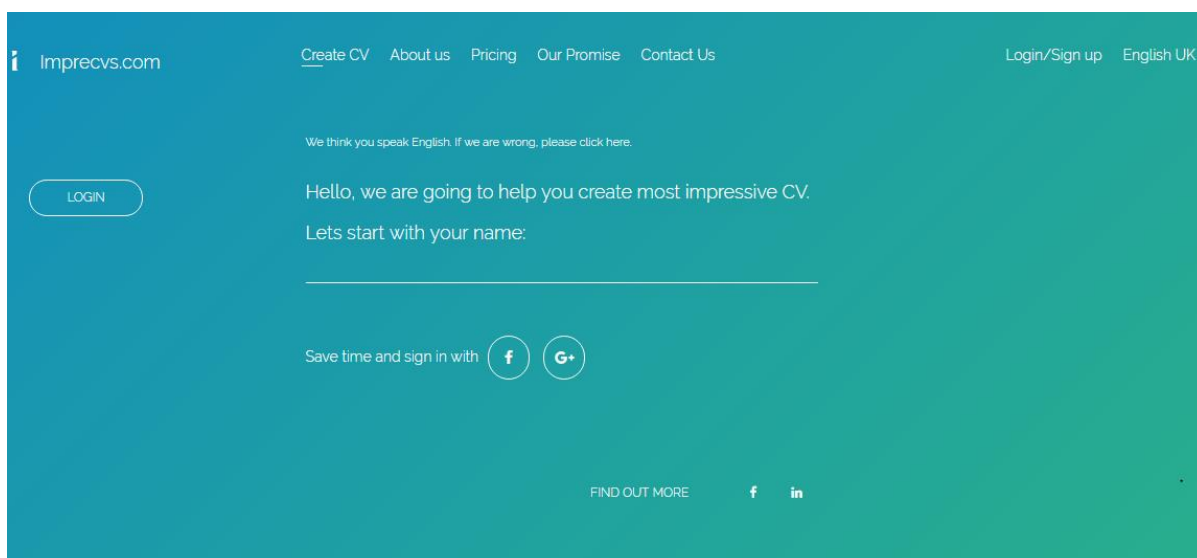 Imprecvs.com
Create CV About us Pricing Our Promise Contact Us
Login/Sign up English UK
We think you speak English. If we are wrong, please click here.
LOGIN
Hello, we are going to help you create most impressive CV.
Lets start with your name:
Save time and sign in with f G+
FIND OUT MORE f in